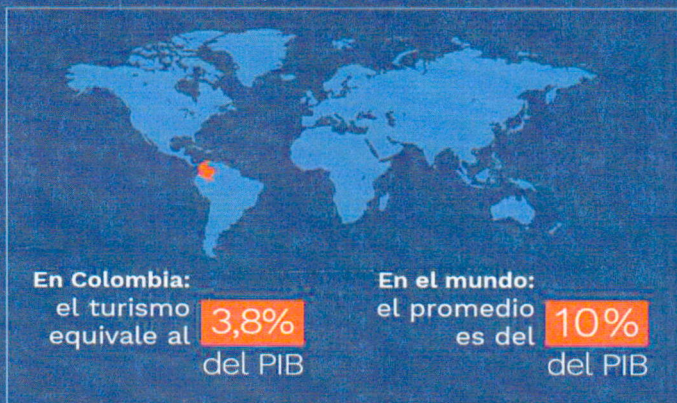 En Colombia:
el turismo
equivale al
3,8%
del PIB
En el mundo:
el promedio
es del
10%
del PIB